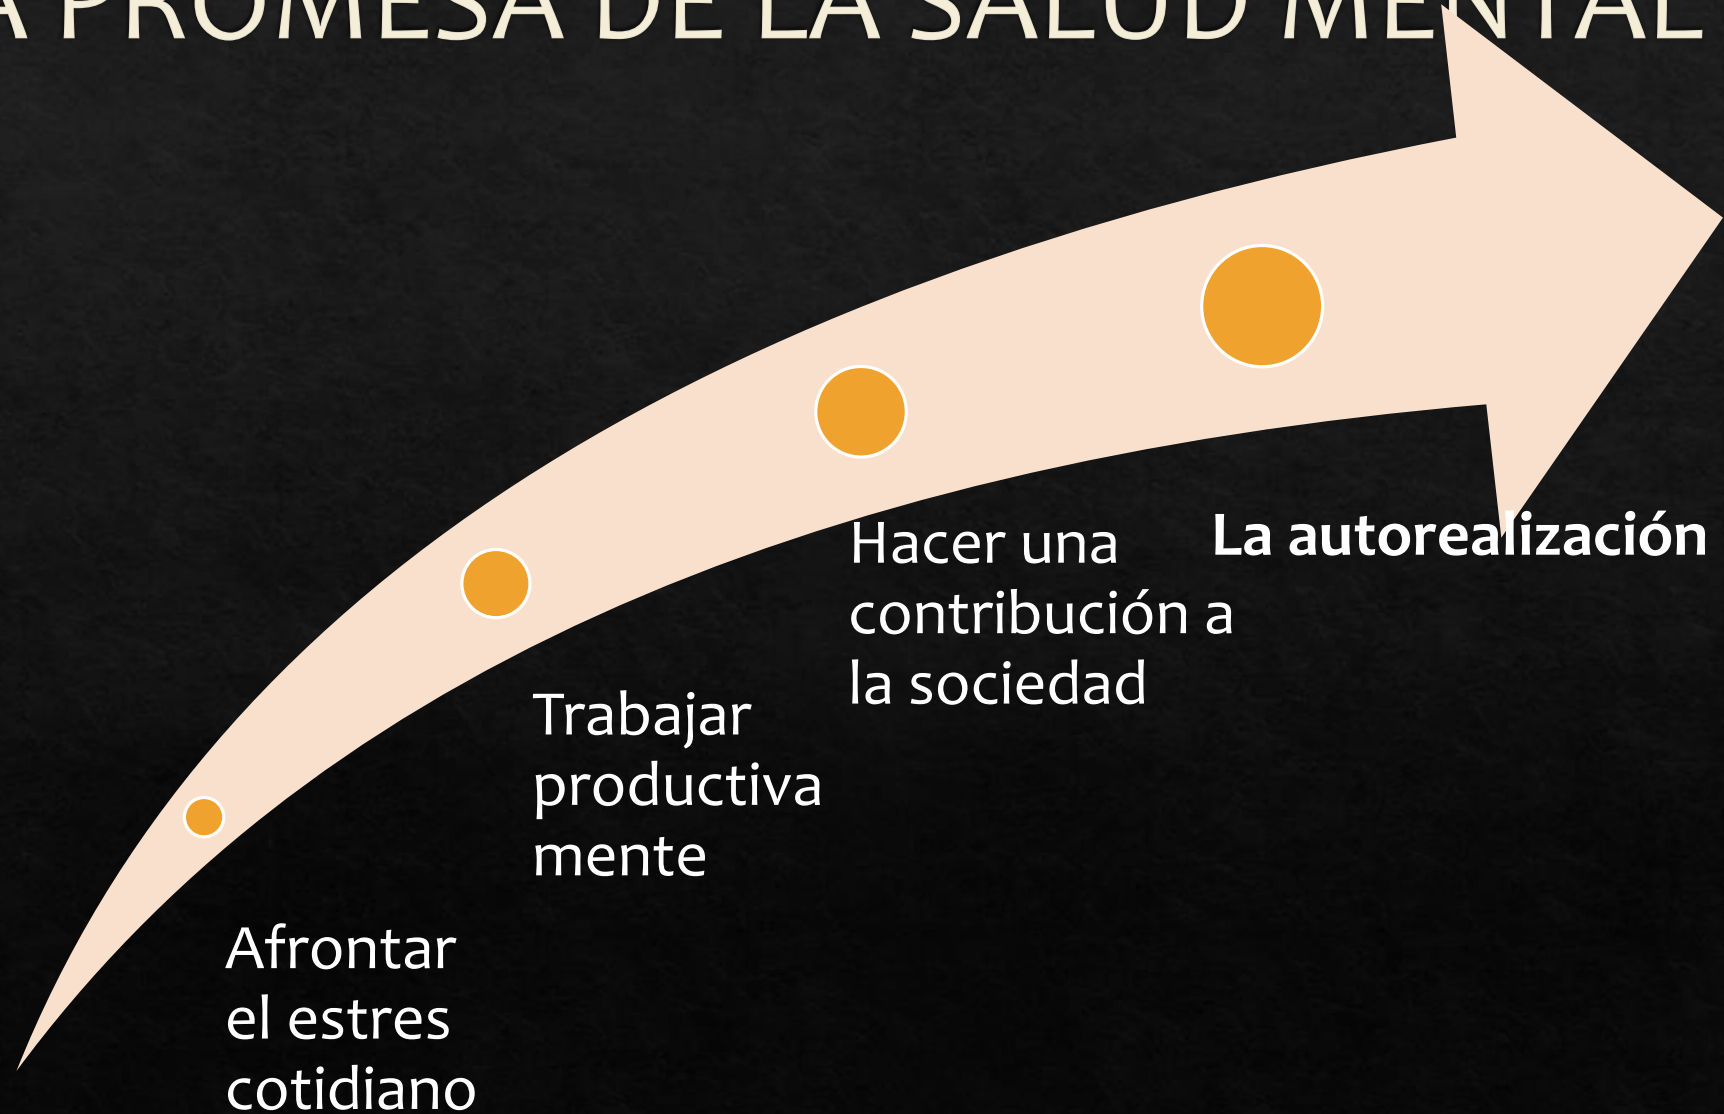 A PROMESA DE LA SALUD MENTAL
Afrontar
el estres
cotidiano
Trabajar
productiva
mente
Hacer una
contribución a
la sociedad
La autorealización